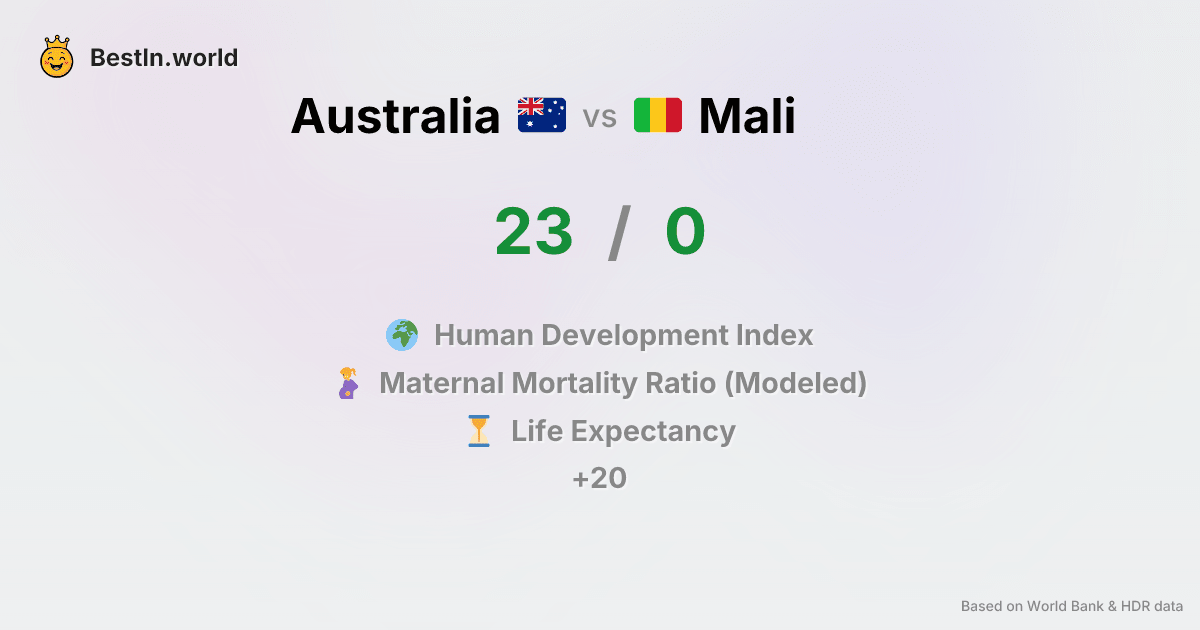 BestIn.world
Australia vs Mali
23 / 0
Human Development Index
Maternal Mortality Ratio (Modeled)
Life Expectancy
+20
Based on World Bank & HDR data